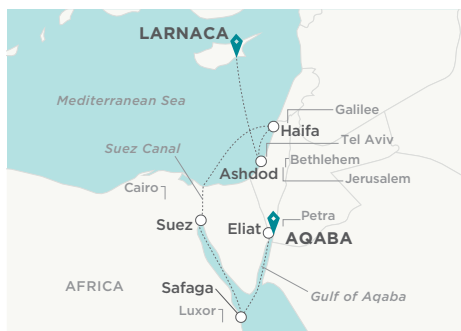 LARNACA
Mediterranean Sea
Galilee
Haifa
Tel Aviv
Suez Canal
Bethlehem
Ashdod
Jerusalem
Cairo
Petra
Suez
Eliat
AQABA
AFRICA
Safaga
Gulf of Aqaba
Luxor